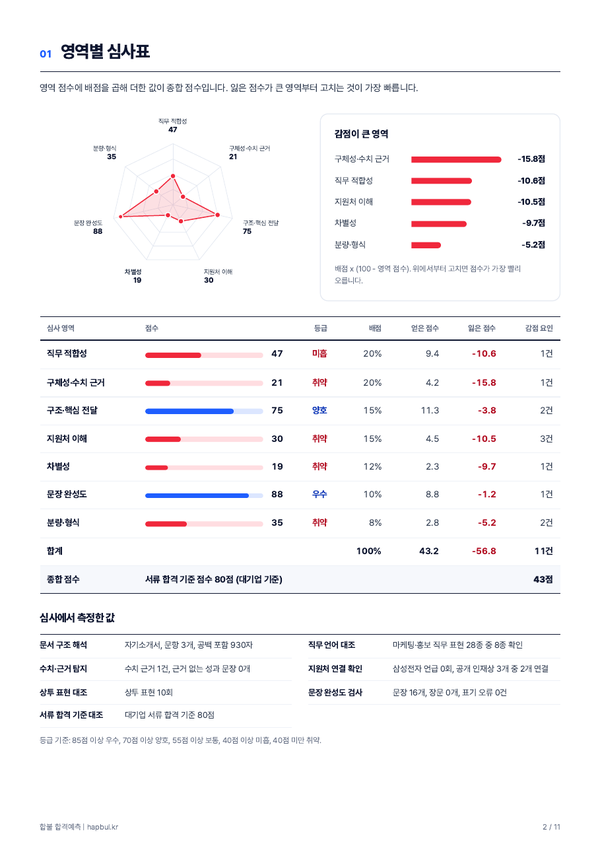 01 영역별 심사표
영역 점수에 배점을 곱해 더한 값이 종합 점수입니다. 잃은 점수가 큰 영역부터 고치는 것이 가장 빠릅니다.
직무 적합성
47
분량·형식
35
구체성·수치 근거
21
문장 완성도
88
구조·핵심 전달
75
차별성
19
지원처 이해
30
감점이 큰 영역
구체성·수치 근거 -15.8점
직무 적합성 -10.6점
지원처 이해 -10.5점
차별성 -9.7점
분량·형식 -5.2점
배점 x (100 - 영역 점수). 위에서부터 고치면 점수가 가장 빨리
오릅니다.
심사 영역 점수 등급 배점 얻은 점수 잃은 점수 감점 요인
직무 적합성 47 미흡 20% 9.4 -10.6 1건
구체성·수치 근거 21 취약 20% 4.2 -15.8 1건
구조·핵심 전달 75 양호 15% 11.3 -3.8 2건
지원처 이해 30 취약 15% 4.5 -10.5 3건
차별성 19 취약 12% 2.3 -9.7 1건
문장 완성도 88 우수 10% 8.8 -1.2 1건
분량·형식 35 취약 8% 2.8 -5.2 2건
합계 100% 43.2 -56.8 11건
종합 점수 서류 합격 기준 점수 80점 (대기업 기준) 43점
심사에서 측정한 값
문서 구조 해석 자기소개서, 문항 3개, 공백 포함 930자
직무 언어 대조 마케팅·홍보 직무 표현 28종 중 8종 확인
수치·근거 탐지 수치 근거 1건, 근거 없는 성과 문장 0개
지원처 연결 확인 삼성전자 언급 0회, 공개 인재상 3개 중 2개 연결
상투 표현 대조 상투 표현 10회
문장 완성도 검사 문장 16개, 장문 0개, 표기 오류 0건
서류 합격 기준 대조 대기업 서류 합격 기준 80점
등급 기준: 85점 이상 우수, 70점 이상 양호, 55점 이상 보통, 40점 이상 미흡, 40점 미만 취약.
합불 합격예측 | hapbul.kr 2 / 11